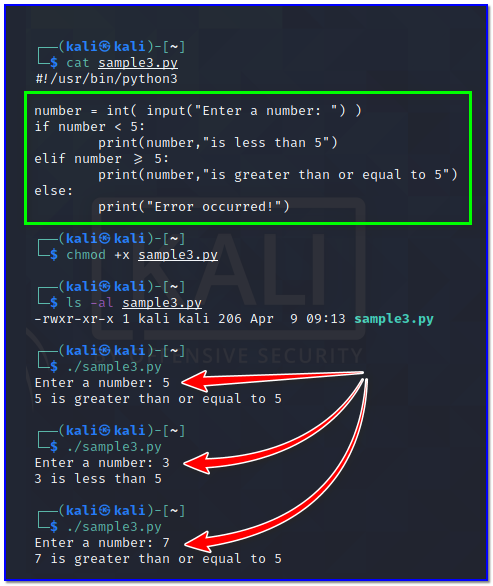 ┌──(kali㉿kali)-[~]
└─$ cat sample3.py
#!/usr/bin/python3
number = int( input("Enter a number: ") )
if number < 5:
        print(number,"is less than 5")
elif number ⩾ 5:
        print(number,"is greater than or equal to 5")
else:
        print("Error occurred!")
┌──(kali㉿kali)-[~]
└─$ chmod +x sample3.py
KALI
┌──(kali㉿kali)-[~]
└─$ ls -al sample3.py
-rwxr-xr-x 1 kali kali 206 Apr  9 09:13 sample3.py
┌──(kali㉿kali)-[~]
└─$ ./sample3.py
SECURITY
Enter a number: 5
5 is greater than or equal to 5
┌──(kali㉿kali)-[~]
└─$ ./sample3.py
Enter a number: 3
3 is less than 5
┌──(kali㉿kali)-[~]
└─$ ./sample3.py
Enter a number: 7
7 is greater than or equal to 5